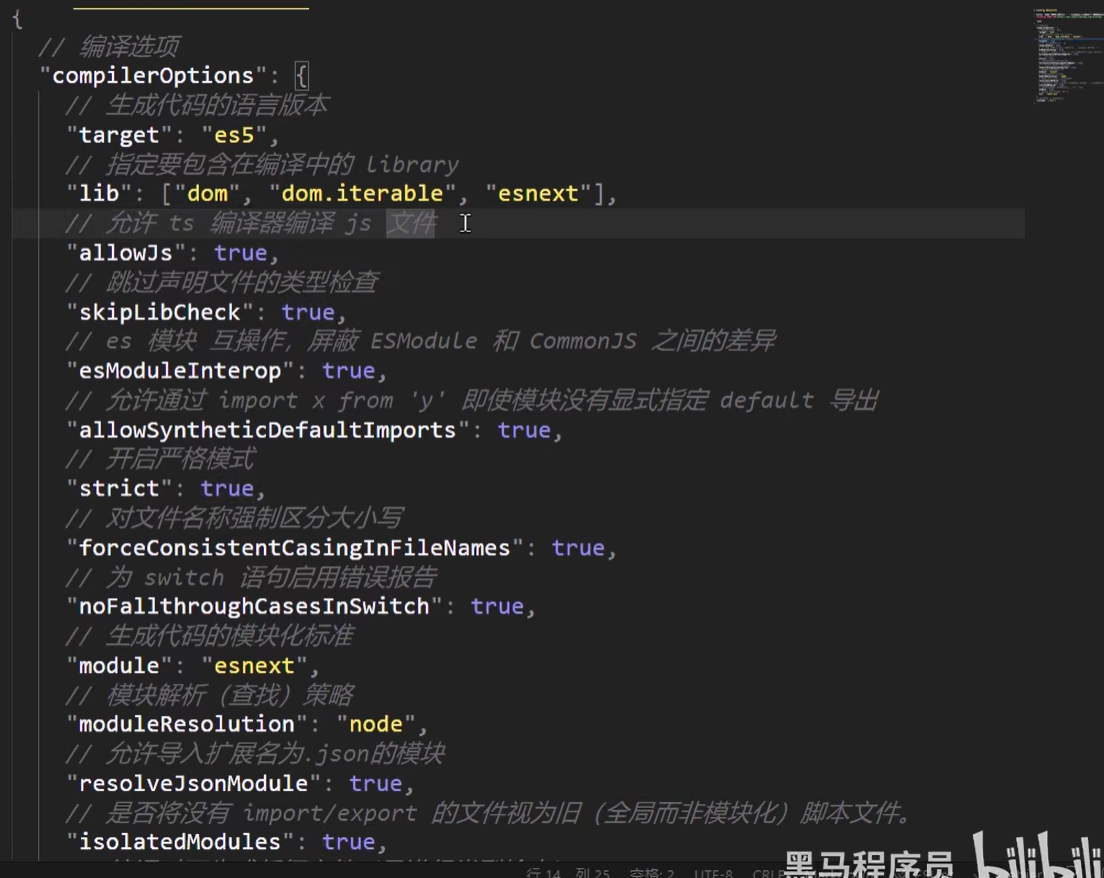 {
// 编译选项
"compilerOptions": {
// 生成代码的语言版本
"target": "es5",
// 指定要包含在编译中的 library
"lib": ["dom", "dom.iterable", "esnext"],
// 允许 ts 编译器编译 js 文件
"allowJs": true,
// 跳过声明文件的类型检查
"skipLibCheck": true,
// es 模块 互操作，屏蔽 ESModule 和 CommonJS 之间的差异
"esModuleInterop": true,
// 允许通过 import x from 'y' 即使模块没有显式指定 default 导出
"allowSyntheticDefaultImports": true,
// 开启严格模式
"strict": true,
// 对文件名称强制区分大小写
"forceConsistentCasingInFileNames": true,
// 为 switch 语句启用错误报告
"noFallthroughCasesInSwitch": true,
// 生成代码的模块化标准
"module": "esnext",
// 模块解析（查找）策略
"moduleResolution": "node",
// 允许导入扩展名为.json的模块
"resolveJsonModule": true,
// 是否将没有 import/export 的文件视为旧（全局而非模块化）脚本文件。
"isolatedModules": true,
行 14, 列 25 空格: 2 UTF-8 CRLF
黑马程序员 bilibili